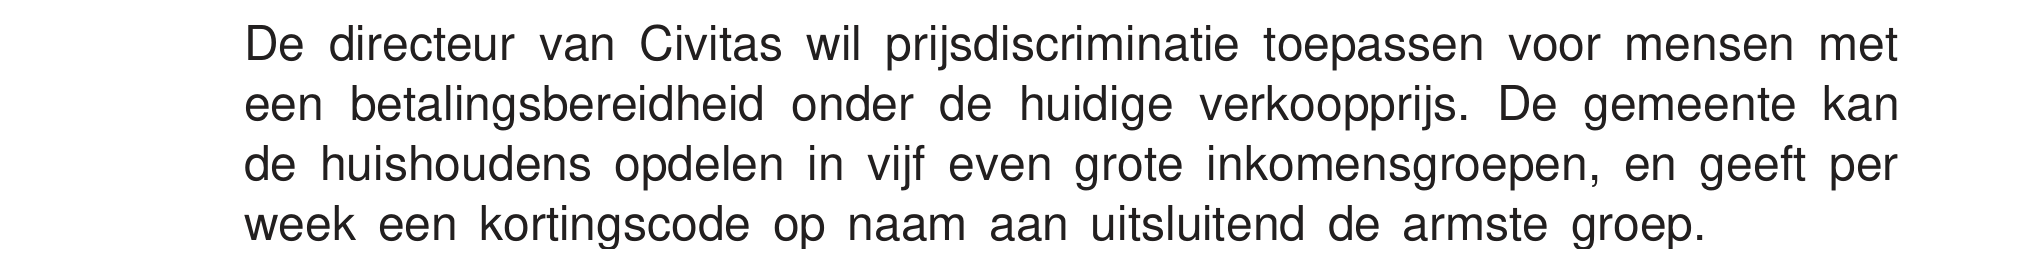 De directeur van Civitas wil prijsdiscriminatie toepassen voor mensen met
een betalingsbereidheid onder de huidige verkoopprijs. De gemeente kan
de huishoudens opdelen in vijf even grote inkomensgroepen, en geeft per
week een kortingscode op naam aan uitsluitend de armste groep.